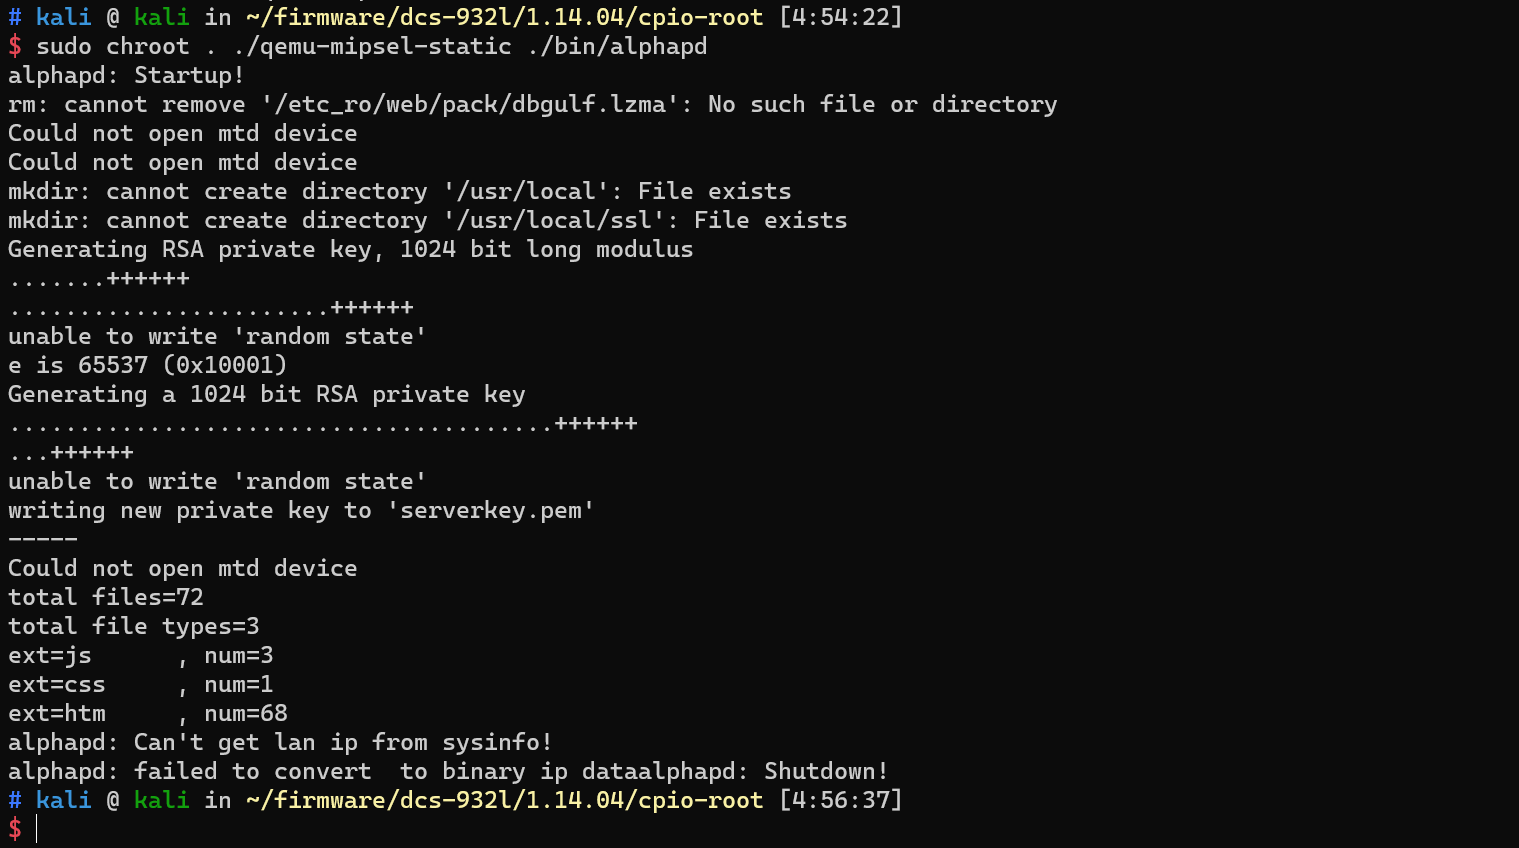 # kali @ kali in ~/firmware/dcs-932l/1.14.04/cpio-root [4:54:22]
$ sudo chroot . ./qemu-mipsel-static ./bin/alphapd
alphapd: Startup!
rm: cannot remove '/etc_ro/web/pack/dbgulf.lzma': No such file or directory
Could not open mtd device
Could not open mtd device
mkdir: cannot create directory '/usr/local': File exists
mkdir: cannot create directory '/usr/local/ssl': File exists
Generating RSA private key, 1024 bit long modulus
.......++++++
.......................++++++
unable to write 'random state'
e is 65537 (0x10001)
Generating a 1024 bit RSA private key
.......................................++++++
...++++++
unable to write 'random state'
writing new private key to 'serverkey.pem'
-----
Could not open mtd device
total files=72
total file types=3
ext=js      , num=3
ext=css     , num=1
ext=htm     , num=68
alphapd: Can't get lan ip from sysinfo!
alphapd: failed to convert  to binary ip dataalphapd: Shutdown!
# kali @ kali in ~/firmware/dcs-932l/1.14.04/cpio-root [4:56:37]
$